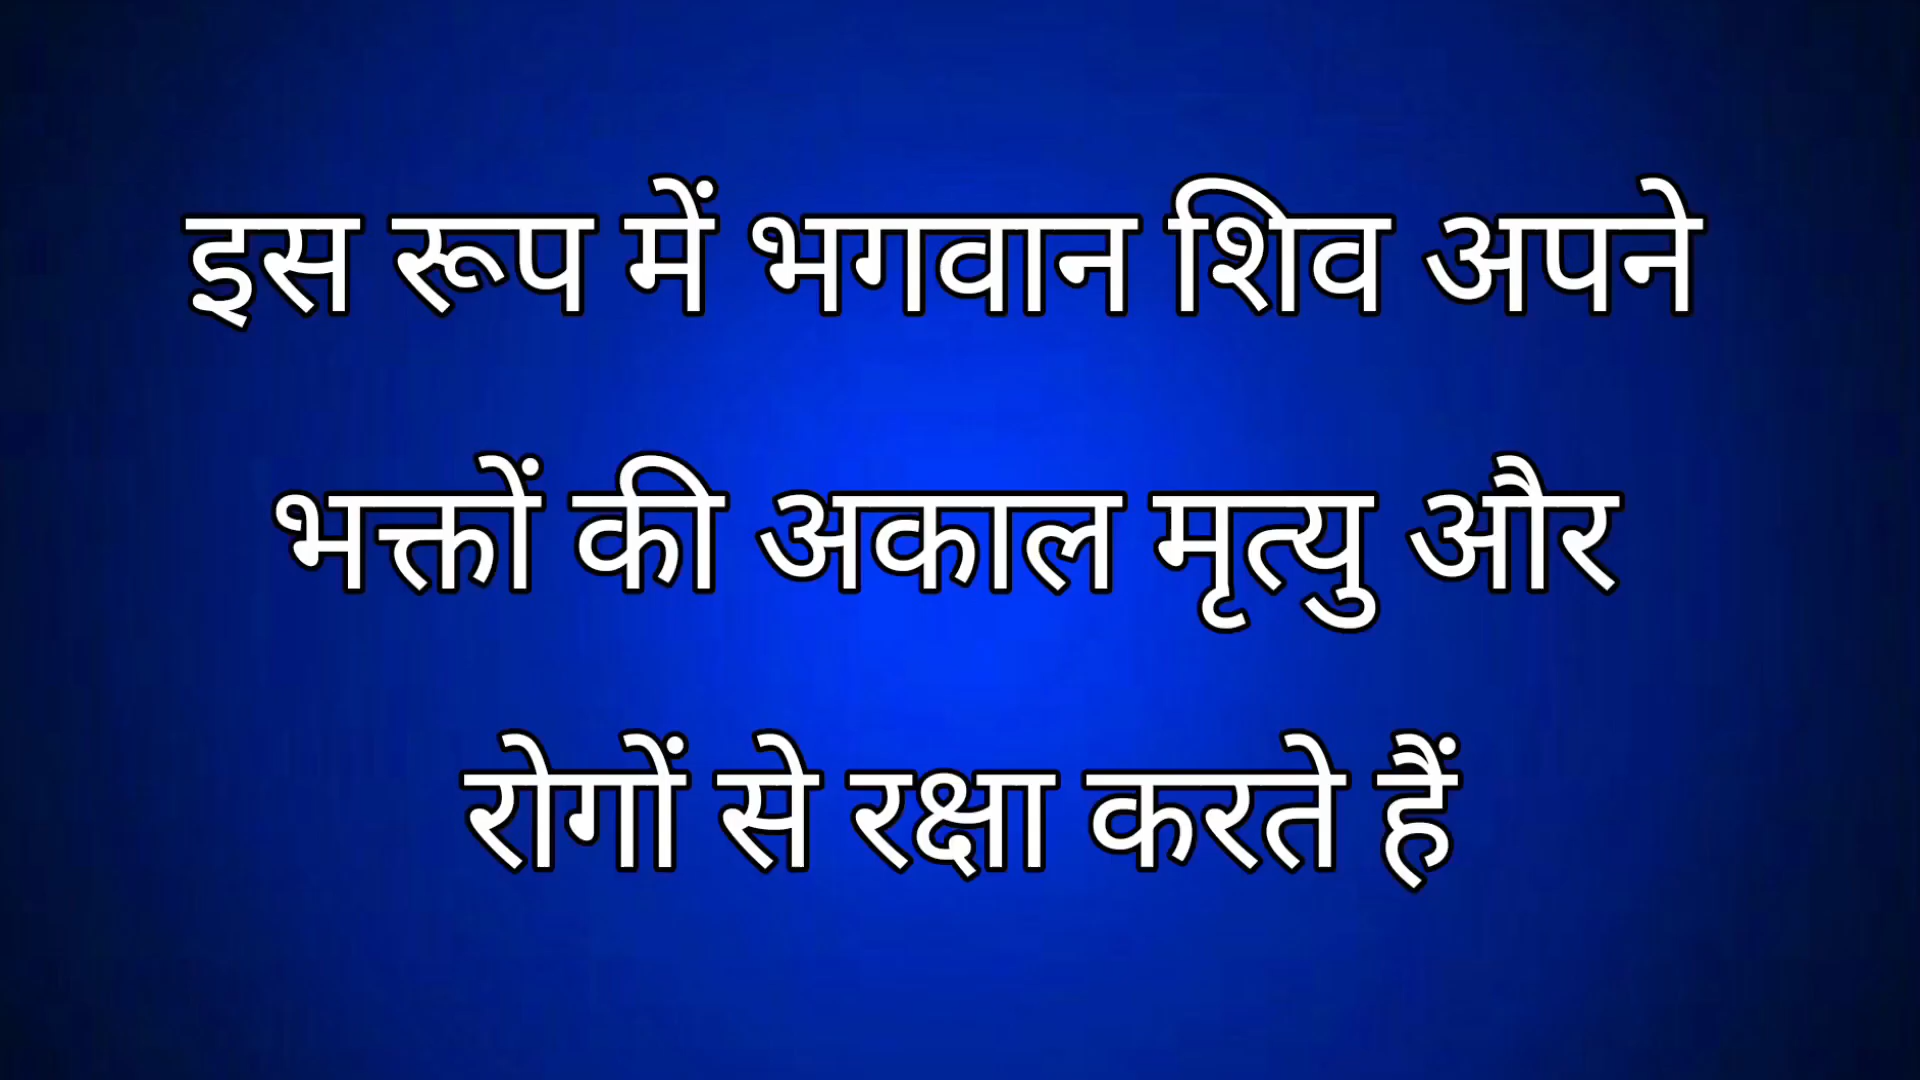 इस रूप में भगवान शिव अपने
भक्तों की अकाल मृत्यु और
रोगों से रक्षा करते हैं